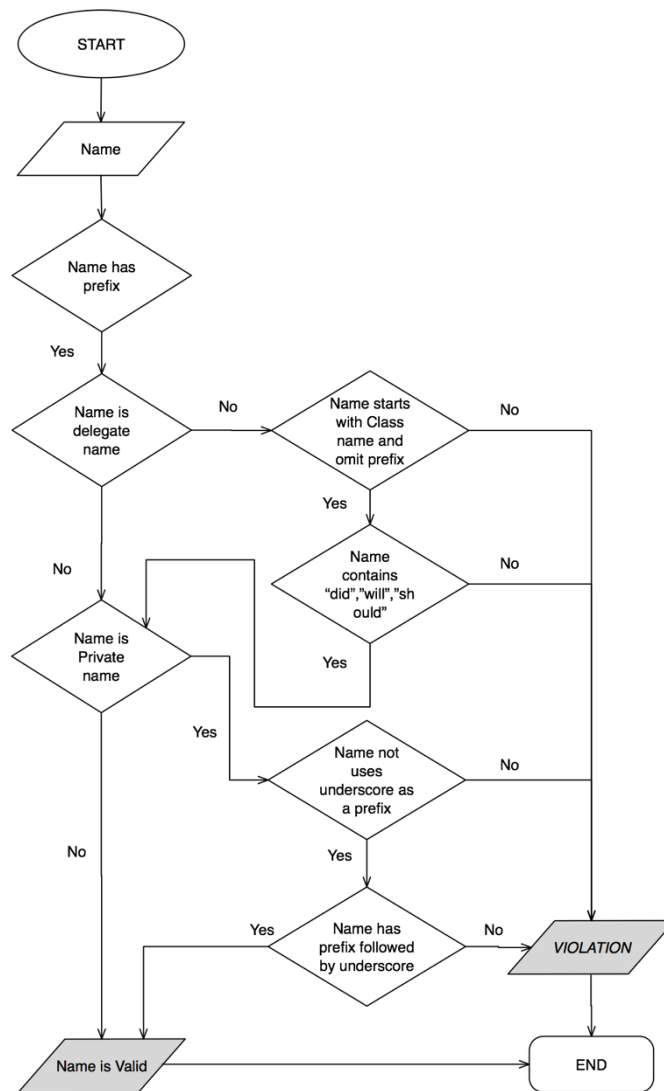 START
Name
Name has
prefix
Yes
Name is
delegate
name
No
Name starts
with Class
name and
omit prefix
No
Yes
No
Name
contains
“did”,”will”,”sh
ould”
No
Yes
Name is
Private
name
Yes
Name not
uses
underscore as
a prefix
No
No
Yes
Yes
Name has
prefix followed
by underscore
No
VIOLATION
Name is Valid
END